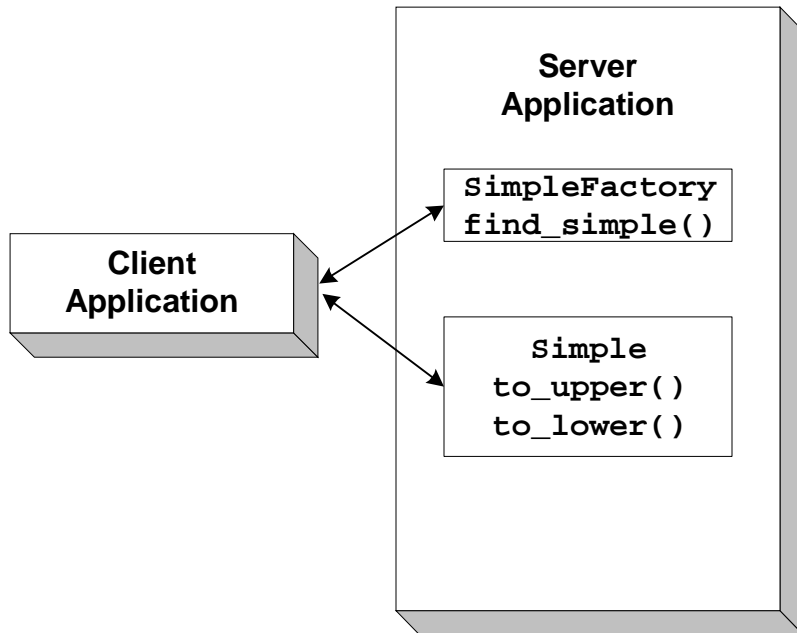 Server
Application
SimpleFactory
find_simple()
Client
Application
Simple
to_upper()
to_lower()